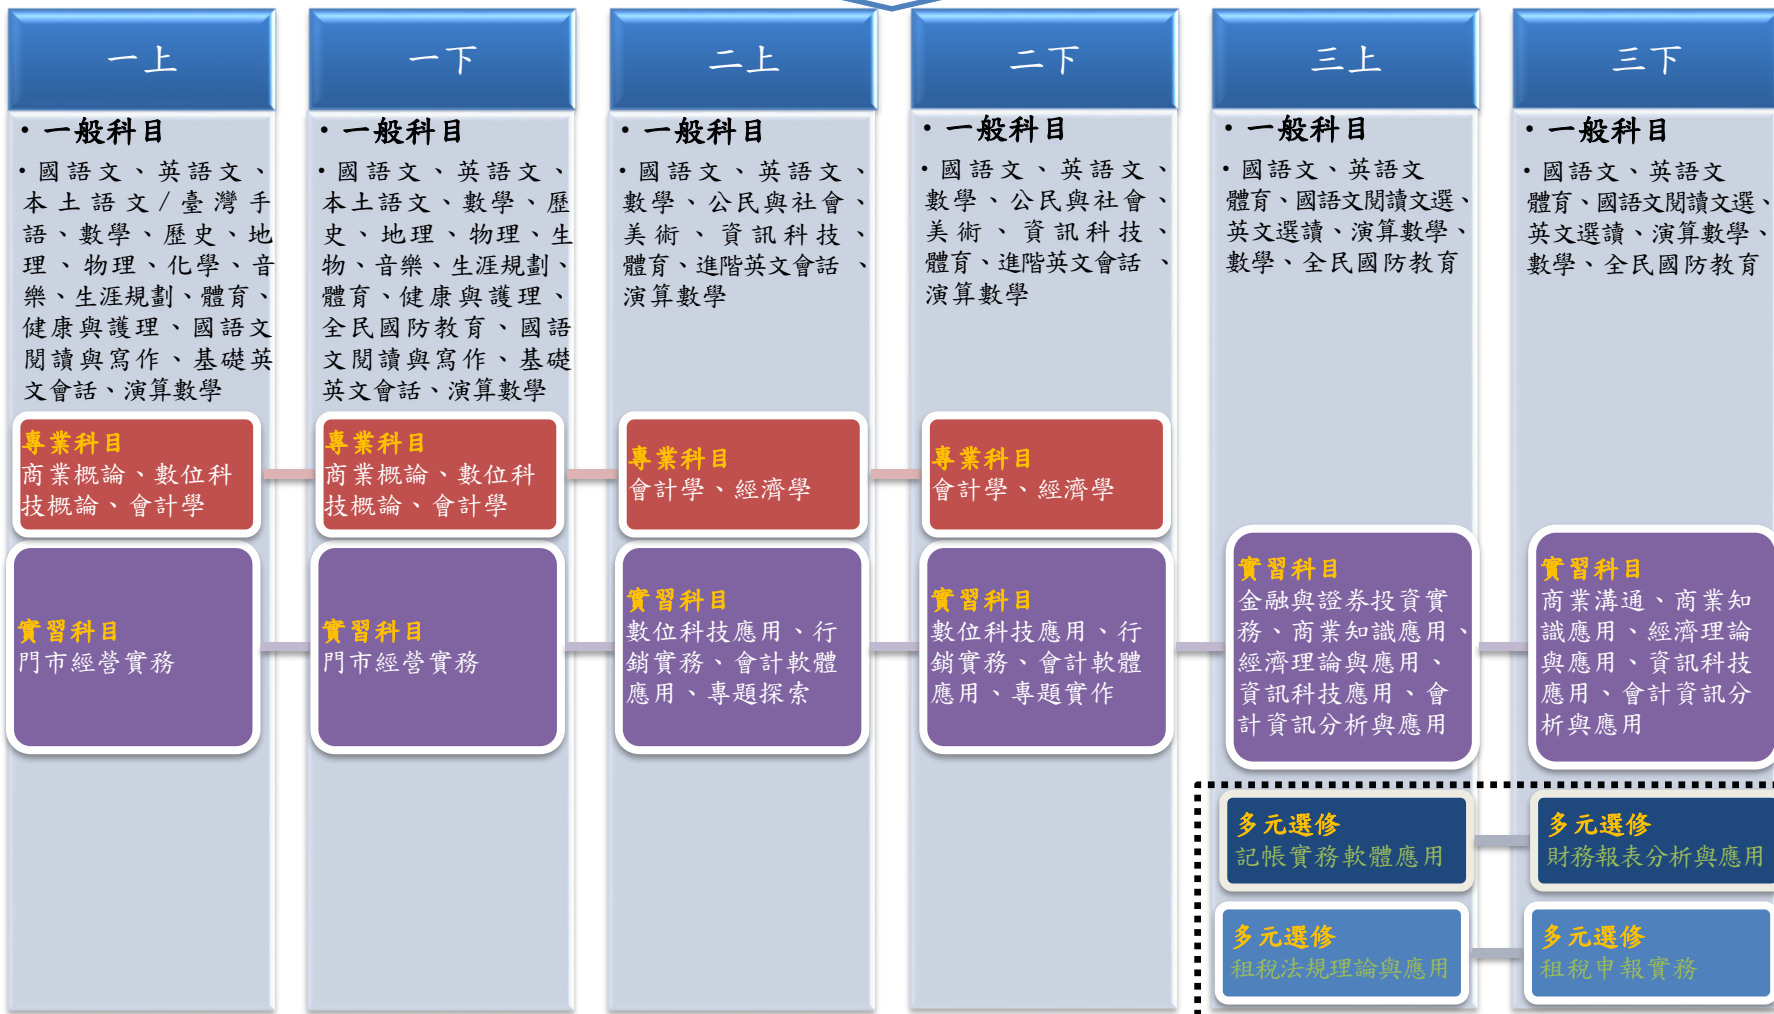 一上
・一般科目
・國語文、英語文、
本土語文/臺灣手
語、數學、歷史、地
理、物理、化學、音
樂、生涯規劃、體育、
健康與護理、國語文
閱讀與寫作、基礎英
文會話、演算數學
專業科目
商業概論、數位科
技概論、會計學
實習科目
門市經營實務
一下
・一般科目
・國語文、英語文、
本土語文、數學、歷
史、地理、物理、生
物、音樂、生涯規劃、
體育、健康與護理、
全民國防教育、國語
文閱讀與寫作、基礎
英文會話、演算數學
專業科目
商業概論、數位科
技概論、會計學
實習科目
門市經營實務
二上
・一般科目
・國語文、英語文、
數學、公民與社會、
美術、資訊科技、
體育、進階英文會話、
演算數學
專業科目
會計學、經濟學
實習科目
數位科技應用、行
銷實務、會計軟體
應用、專題探索
二下
・一般科目
・國語文、英語文、
數學、公民與社會、
美術、資訊科技、
體育、進階英文會話、
演算數學
專業科目
會計學、經濟學
實習科目
數位科技應用、行
銷實務、會計軟體
應用、專題實作
三上
・一般科目
・國語文、英語文
體育、國語文閱讀文選、
英文選讀、演算數學、
數學、全民國防教育
實習科目
金融與證券投資實
務、商業知識應用、
經濟理論與應用、
資訊科技應用、會
計資訊分析與應用
多元選修
記帳實務軟體應用
多元選修
租稅法規理論與應用
三下
・一般科目
・國語文、英語文
體育、國語文閱讀文選、
英文選讀、演算數學、
數學、全民國防教育
實習科目
商業溝通、商業知
識應用、經濟理論
與應用、資訊科技
應用、會計資訊分
析與應用
多元選修
財務報表分析與應用
多元選修
租稅申報實務